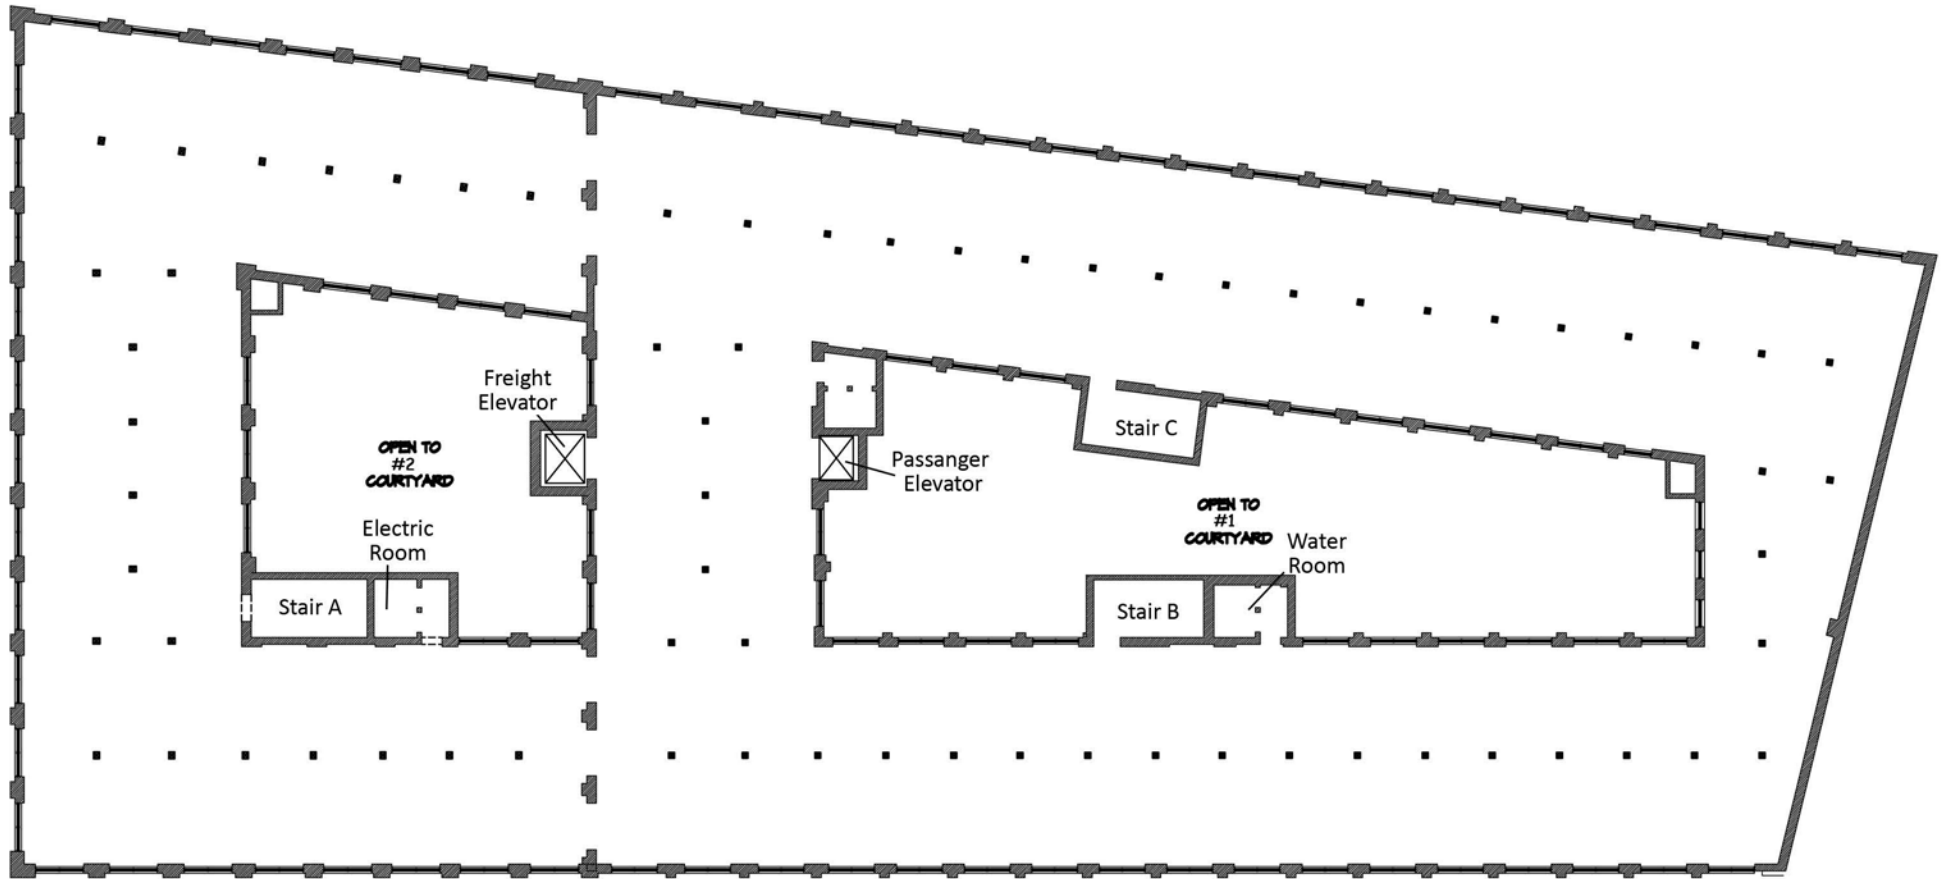 Freight
Elevator
OPEN TO
#2
COURTYARD
Electric
Room
Stair A
Passanger
Elevator
Stair C
OPEN TO
#1
COURTYARD
Water
Room
Stair B